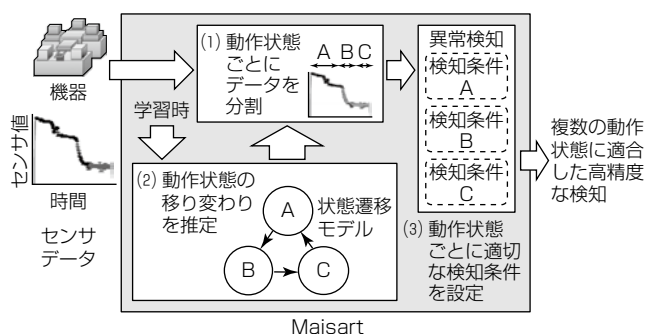 機器
センサ値
時間
センサ
データ
学習時
(1) 動作状態
ごとに
データを
分割
A B C
(2) 動作状態の
移り変わり
を推定
状態遷移
モデル
A
B
C
異常検知
検知条件
A
検知条件
B
検知条件
C
(3) 動作状態
ごとに適切
な検知条件
を設定
複数の動作
状態に適合
した高精度
な検知
Maisart